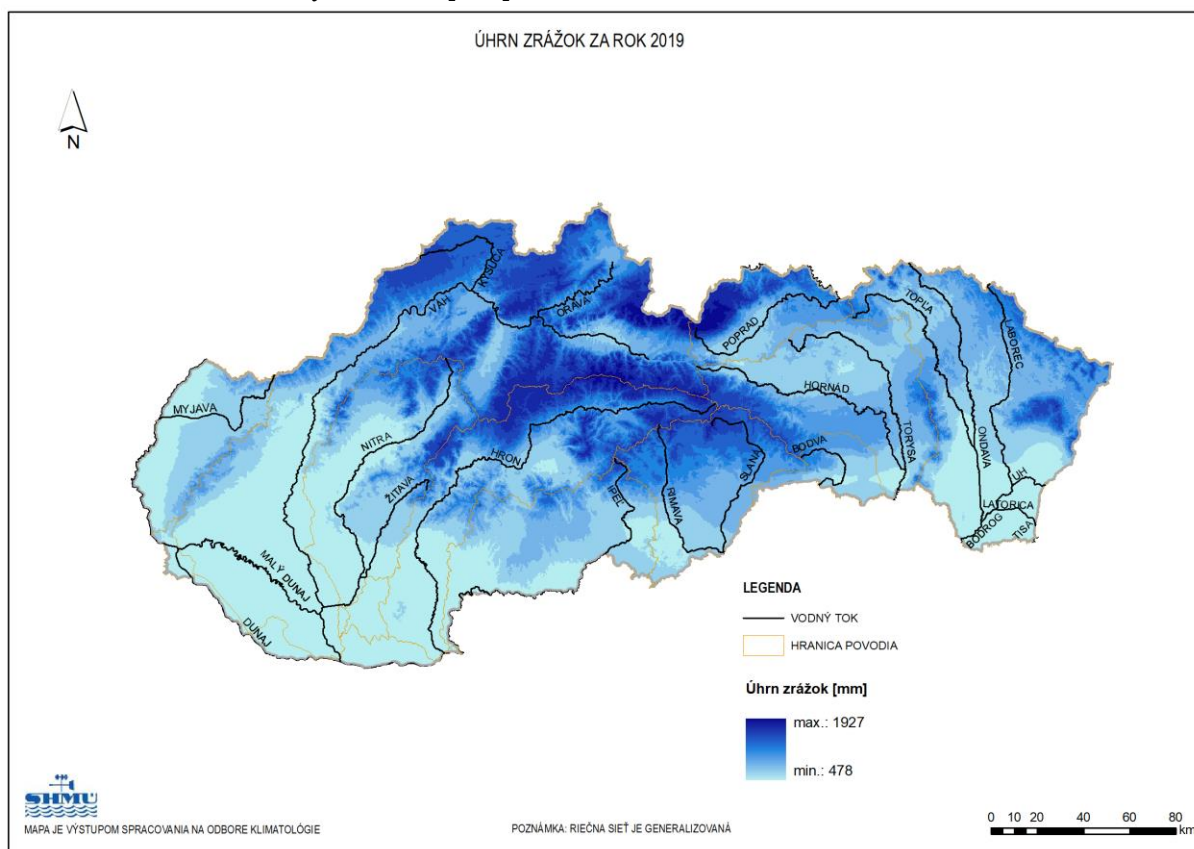 ÚHRN ZRÁŽOK ZA ROK 2019
N
KYSUCA
VÁH
ORAVA
POPRAD
TOPĽA
LABOREC
HORNÁD
MYJAVA
NITRA
HRON
BODVA
TORYSA
ONDAVA
ŽITAVA
IPEĽ
RIMAVA
SLANÁ
UH
LATORICA
BODROG
TISA
MALÝ DUNAJ
DUNAJ
LEGENDA
VODNÝ TOK
HRANICA POVODIA
Úhrn zrážok [mm]
max.: 1927
min.: 478
SHMÚ
MAPA JE VÝSTUPOM SPRACOVANIA NA ODBORE KLIMATOLÓGIE
POZNÁMKA: RIEČNA SIEŤ JE GENERALIZOVANÁ
0 10 20 40 60 80
km